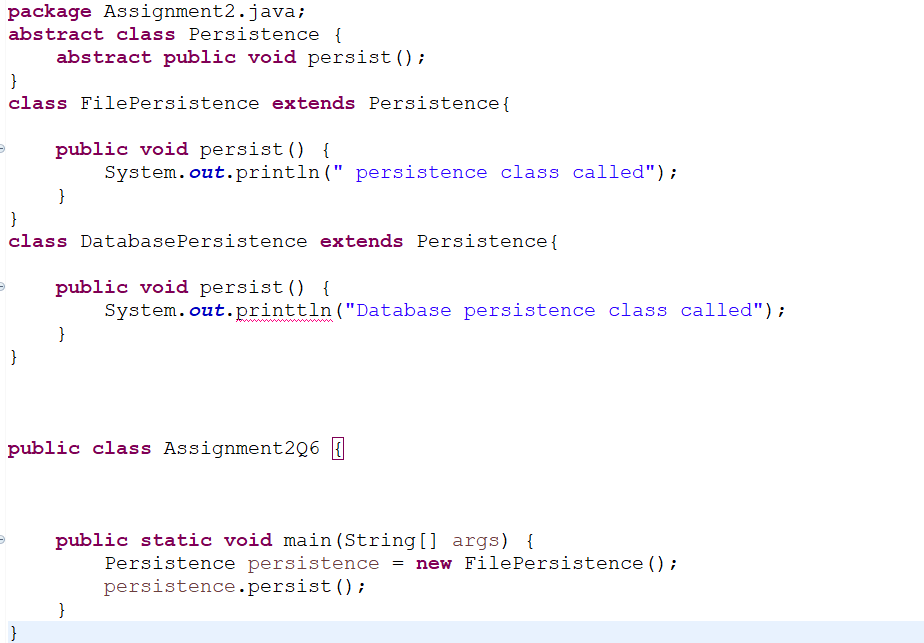 package Assignment2.java;
abstract class Persistence {
    abstract public void persist();
}
class FilePersistence extends Persistence{
    public void persist() {
        System.out.println(" persistence class called");
    }
}
class DatabasePersistence extends Persistence{
    public void persist() {
        System.out.printtln("Database persistence class called");
    }
}
public class Assignment2Q6 {
    public static void main(String[] args) {
        Persistence persistence = new FilePersistence();
        persistence.persist();
    }
}